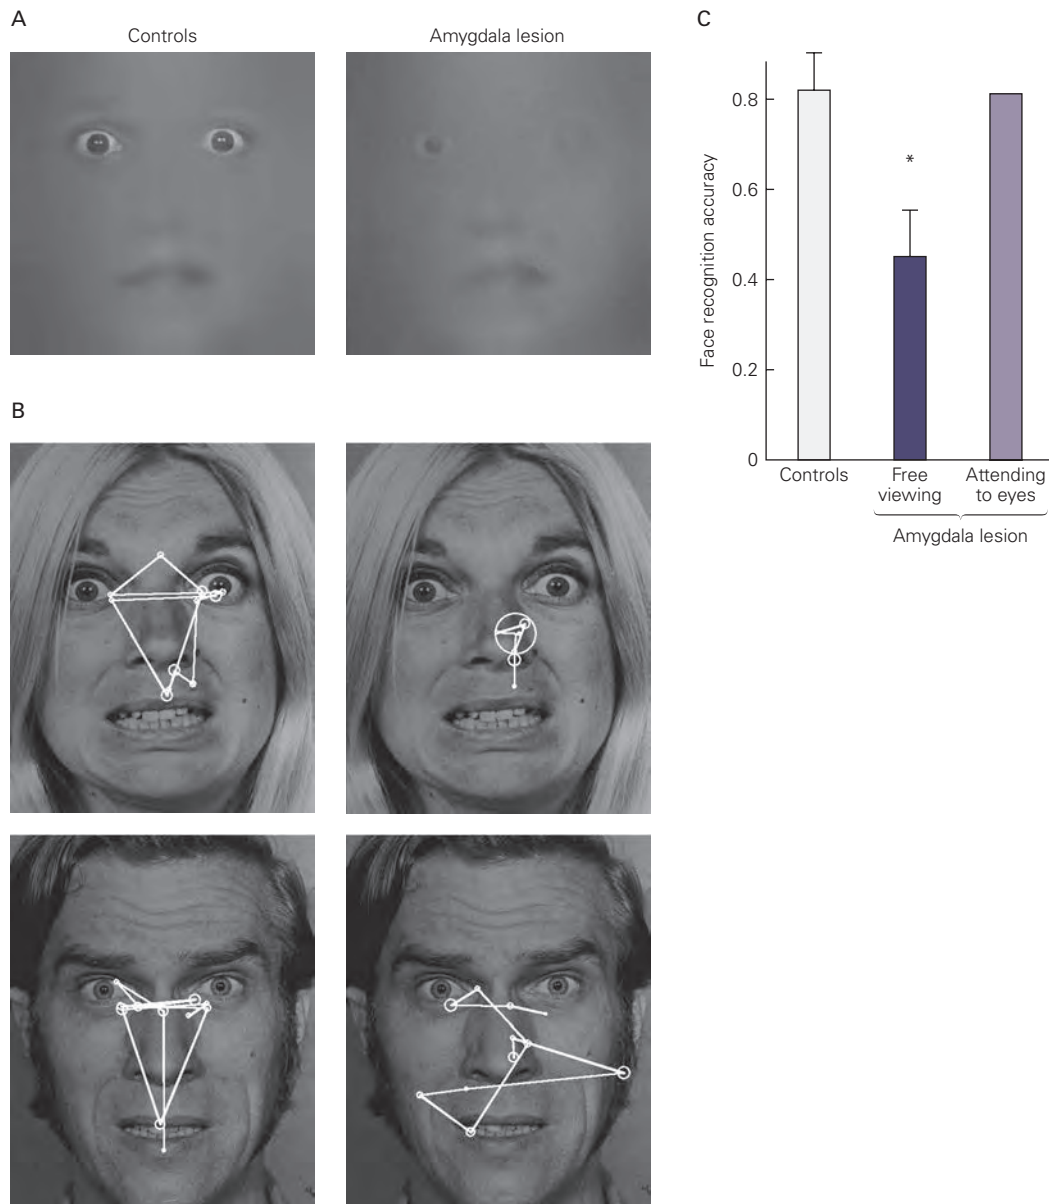 A
Controls
Amygdala lesion
B
C
Face recognition accuracy
0.8
0.6
0.4
0.2
0
*
Controls
Free
viewing
Attending
to eyes
Amygdala lesion